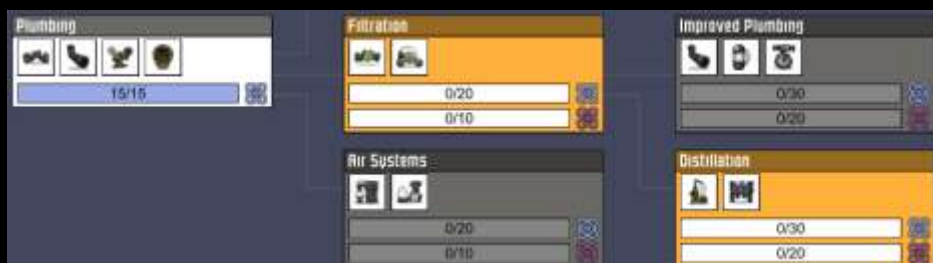 Plumbing
15/15
Filtration
0/20
0/10
Improved Plumbing
0/30
0/20
Air Systems
0/20
0/10
Distillation
0/30
0/20